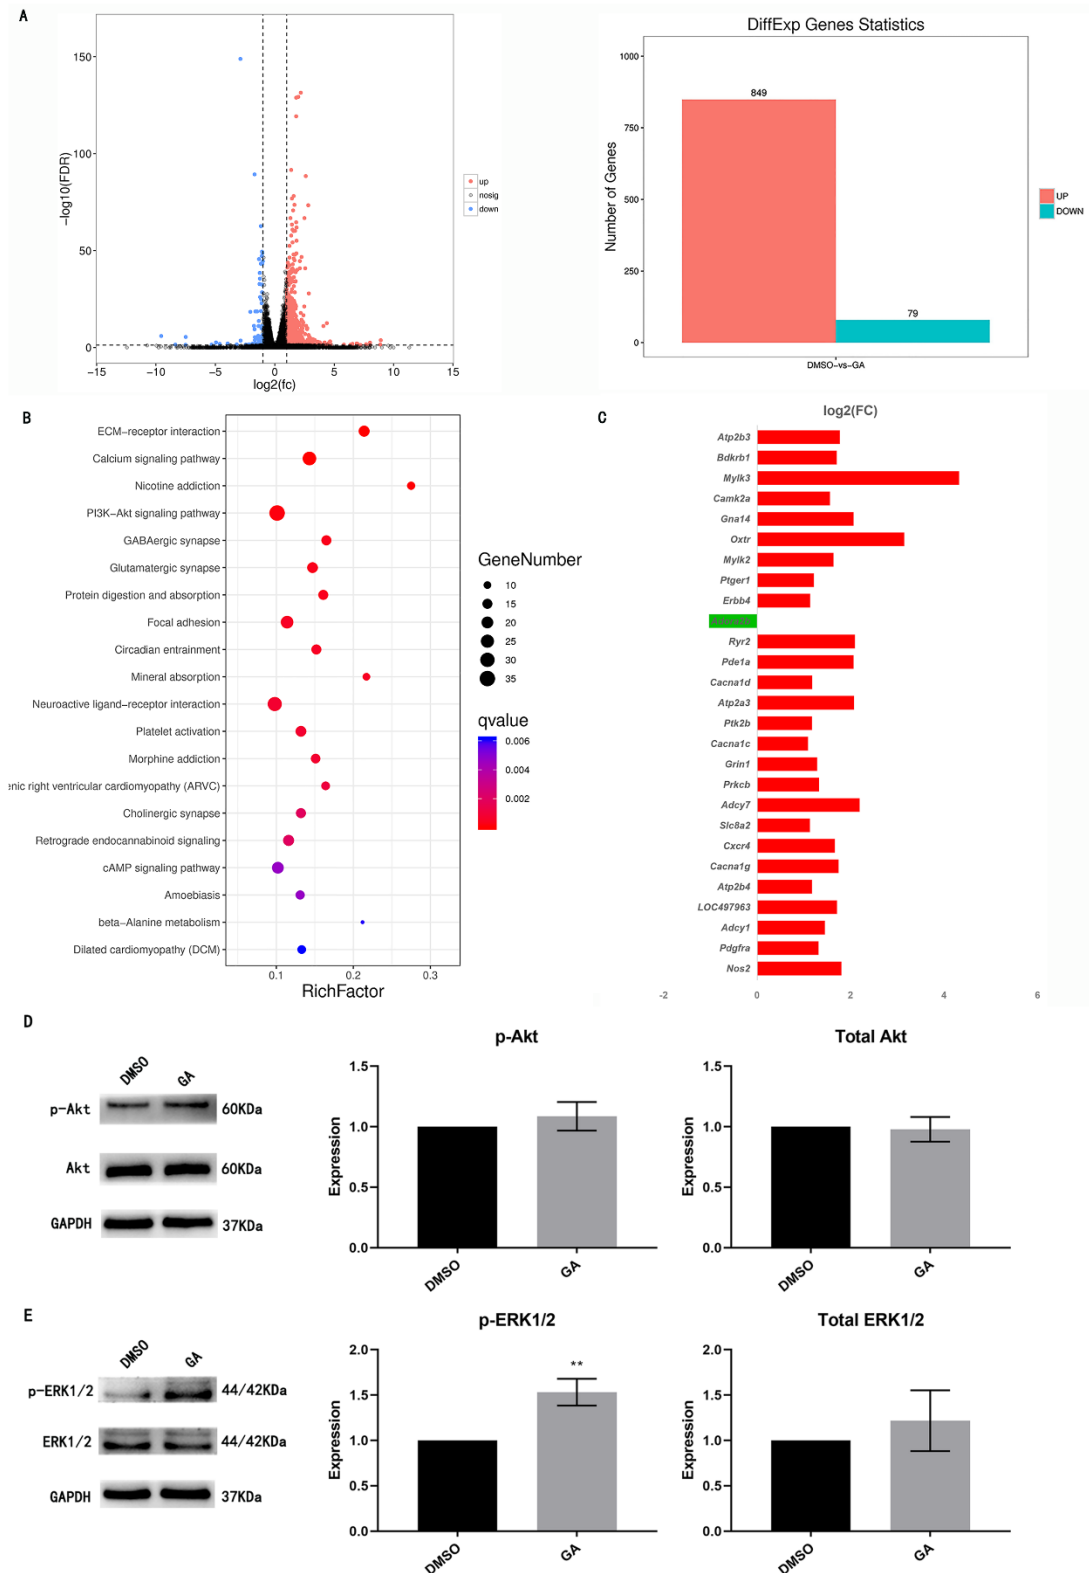 A
150
100
50
0
−log10(FDR)
−15
−10
−5
0
5
10
15
log2(fc)
up
nosig
down
DiffExp Genes Statistics
1000
750
500
250
0
Number of Genes
849
79
DMSO−vs−GA
UP
DOWN
B
ECM−receptor interaction
Calcium signaling pathway
Nicotine addiction
PI3K−Akt signaling pathway
GABAergic synapse
Glutamatergic synapse
Protein digestion and absorption
Focal adhesion
Circadian entrainment
Mineral absorption
Neuroactive ligand−receptor interaction
Platelet activation
Morphine addiction
enic right ventricular cardiomyopathy (ARVC)
Cholinergic synapse
Retrograde endocannabinoid signaling
cAMP signaling pathway
Amoebiasis
beta−Alanine metabolism
Dilated cardiomyopathy (DCM)
0.1
0.2
0.3
RichFactor
GeneNumber
10
15
20
25
30
35
qvalue
0.006
0.004
0.002
C
log2(FC)
Atp2b3
Bdkrb1
Mylk3
Camk2a
Gna14
Oxtr
Mylk2
Ptger1
Erbb4
Adora2b
Ryr2
Pde1a
Cacna1d
Atp2a3
Ptk2b
Cacna1c
Grin1
Prkcb
Adcy7
Slc8a2
Cxcr4
Cacna1g
Atp2b4
LOC497963
Adcy1
Pdgfra
Nos2
-2
0
2
4
6
D
DMSO
GA
p-Akt
60KDa
Akt
60KDa
GAPDH
37KDa
p-Akt
1.5
1.0
0.5
0.0
Expression
DMSO
GA
Total Akt
1.5
1.0
0.5
0.0
Expression
DMSO
GA
E
DMSO
GA
p-ERK1/2
44/42KDa
ERK1/2
44/42KDa
GAPDH
37KDa
p-ERK1/2
2.0
1.5
1.0
0.5
0.0
Expression
**
DMSO
GA
Total ERK1/2
2.0
1.5
1.0
0.5
0.0
Expression
DMSO
GA